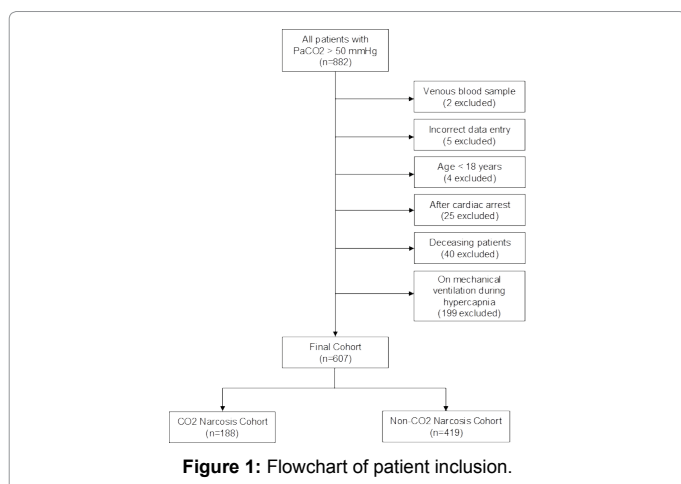 All patients with
PaCO2 > 50 mmHg
(n=882)
Venous blood sample
(2 excluded)
Incorrect data entry
(5 excluded)
Age < 18 years
(4 excluded)
After cardiac arrest
(25 excluded)
Deceasing patients
(40 excluded)
On mechanical
ventilation during
hypercapnia
(199 excluded)
Final Cohort
(n=607)
CO2 Narcosis Cohort
(n=188)
Non-CO2 Narcosis Cohort
(n=419)
Figure 1: Flowchart of patient inclusion.